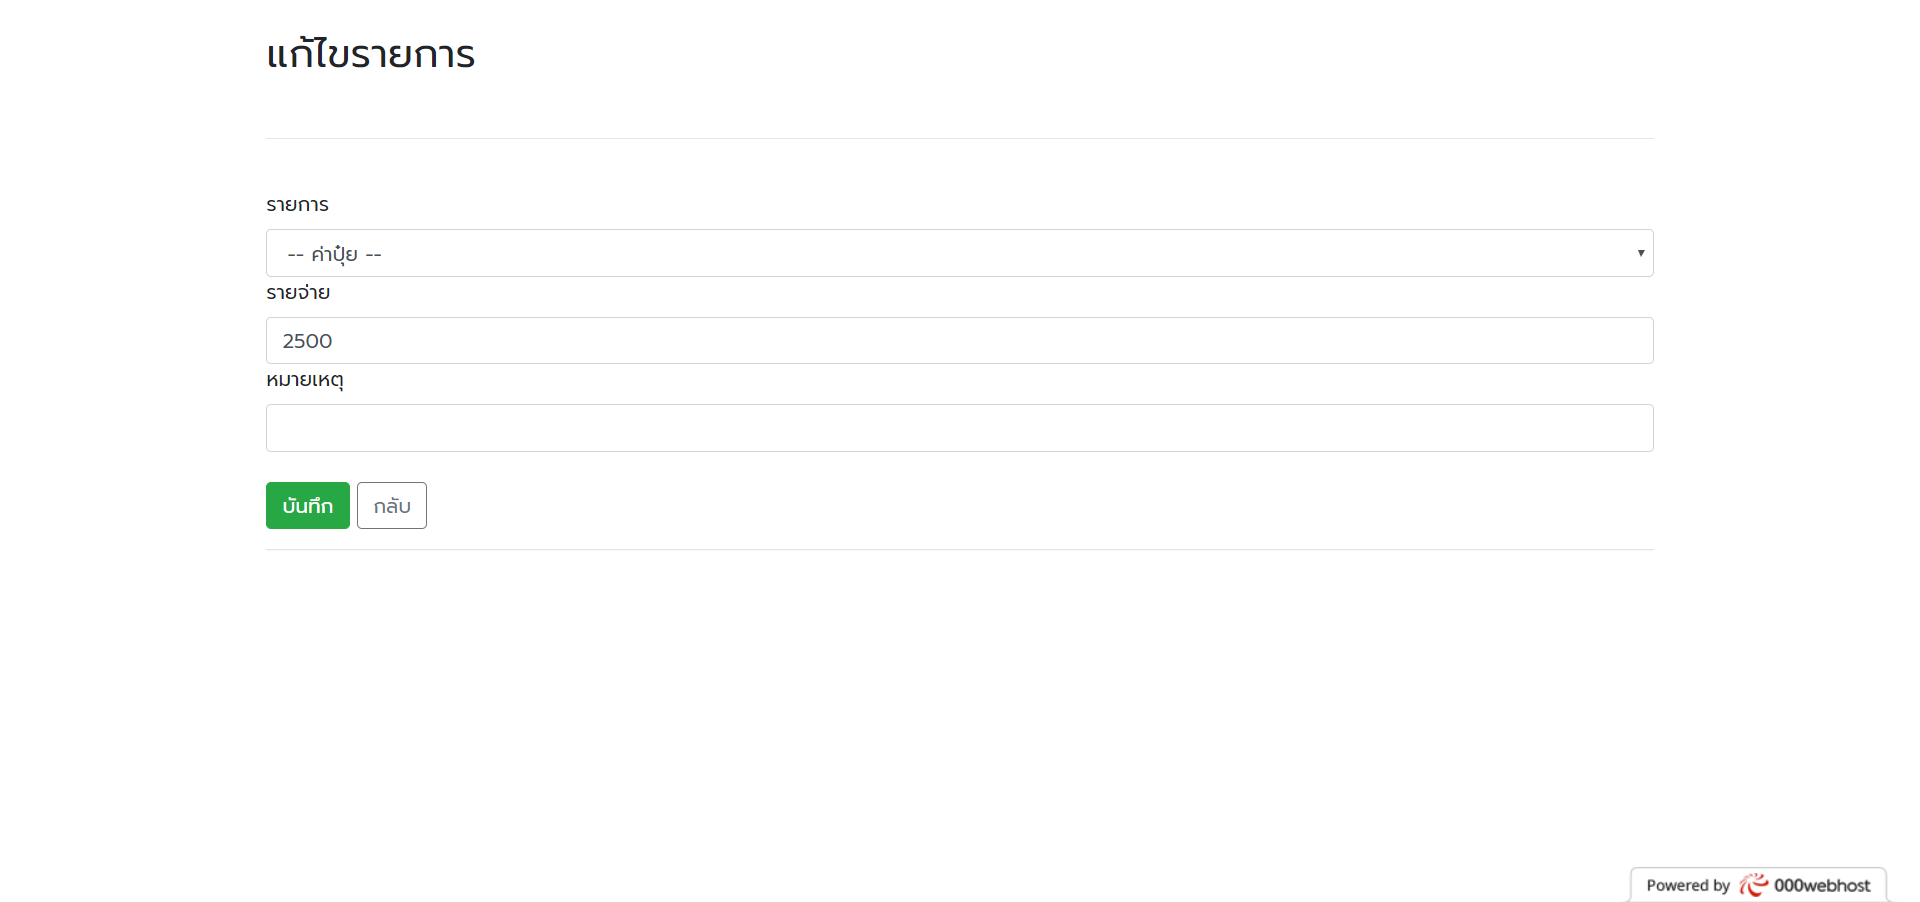 แก้ไขรายการ
รายการ
-- ค่าปุ๋ย --
รายจ่าย
2500
หมายเหตุ
บันทึก กลับ
Powered by 000webhost